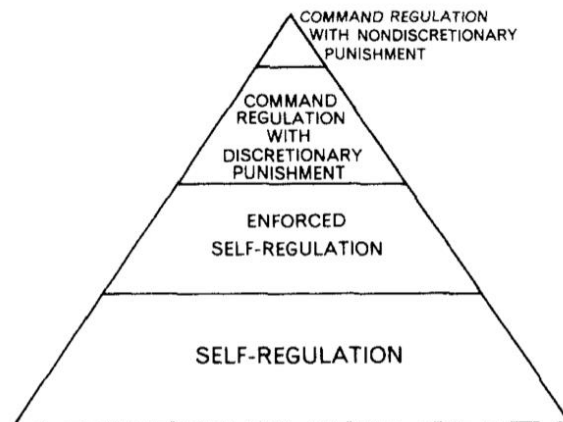 COMMAND REGULATION
WITH NONDISCRETIONARY
PUNISHMENT
COMMAND
REGULATION
WITH
DISCRETIONARY
PUNISHMENT
ENFORCED
SELF-REGULATION
SELF-REGULATION